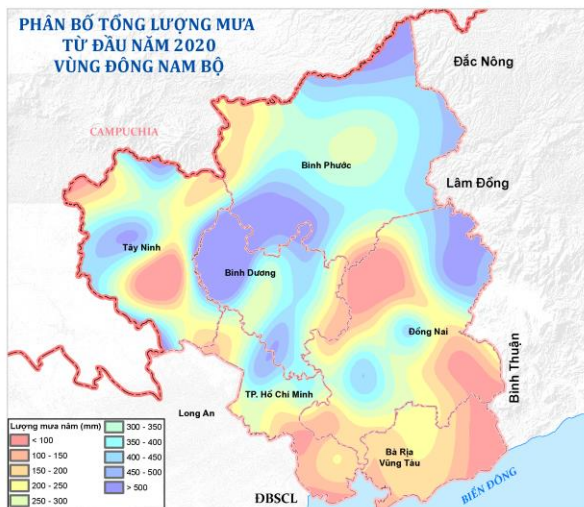 PHÂN BỐ TỔNG LƯỢNG MƯA
TỪ ĐẦU NĂM 2020
VÙNG ĐÔNG NAM BỘ
Đắc Nông
CAMPUCHIA
Bình Phước
Lâm Đồng
Tây Ninh
Bình Dương
Đồng Nai
Bình Thuận
TP. Hồ Chí Minh
Long An
Bà Rịa
Vũng Tàu
BIỂN ĐÔNG
ĐBSCL
Lượng mưa năm (mm)
< 100
100 - 150
150 - 200
200 - 250
250 - 300
300 - 350
350 - 400
400 - 450
450 - 500
> 500